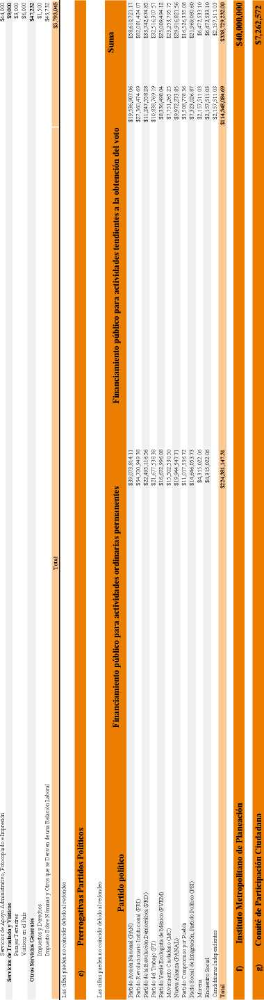 Servicios de Apoyo Administrativo, Fotocopiado e Impresión $44,000
Servicios de Traslado y Viáticos $9,000
Pasajes Terrestres $3,000
Viáticos en el País $6,000
Otros Servicios Generales $47,232
Impuestos y Derechos $1,500
Impuesto Sobre Nóminas y Otros que se Deriven de una Relación Laboral $45,732
Total $3,793,045
Las cifras pueden no coincidir debido al redondeo
e) Prerrogativas Partidos Políticos
Las cifras pueden no coincidir debido al redondeo
Partido político Financiamiento público para actividades ordinarias permanentes Financiamiento público para actividades tendientes a la obtención del voto Suma
Partido Acción Nacional (PAN) $39,073,814.11 $19,536,907.06 $58,610,721.17
Partido Revolucionario Institucional (PRI) $54,720,949.38 $27,360,474.69 $82,081,424.07
Partido de la Revolución Democrática (PRD) $22,495,116.56 $11,247,558.28 $33,742,674.85
Partido del Trabajo (PT) $21,677,538.38 $10,838,769.19 $32,516,307.57
Partido Verde Ecologista de México (PVEM) $16,672,996.08 $8,336,498.04 $25,009,494.12
Movimiento Ciudadano (MC) $15,502,530.50 $7,751,265.25 $23,253,795.75
Nueva Alianza (PANAL) $19,944,547.71 $9,972,273.85 $29,916,821.56
Partido Compromiso por Puebla $11,017,556.72 $5,508,778.36 $16,526,335.08
Pacto Social de Integración, Partido Político (PSI) $14,646,053.73 $7,323,026.87 $21,969,080.60
Morena $4,315,022.06 $2,157,511.03 $6,472,533.10
Encuentro Social $4,315,022.06 $2,157,511.03 $6,472,533.10
Candidaturas Independientes $2,157,511.03 $2,157,511.03
Total $224,381,147.31 $114,348,084.69 $338,729,232.00
f) Instituto Metropolitano de Planeación $40,000,000
g) Comité de Participación Ciudadana $7,262,572